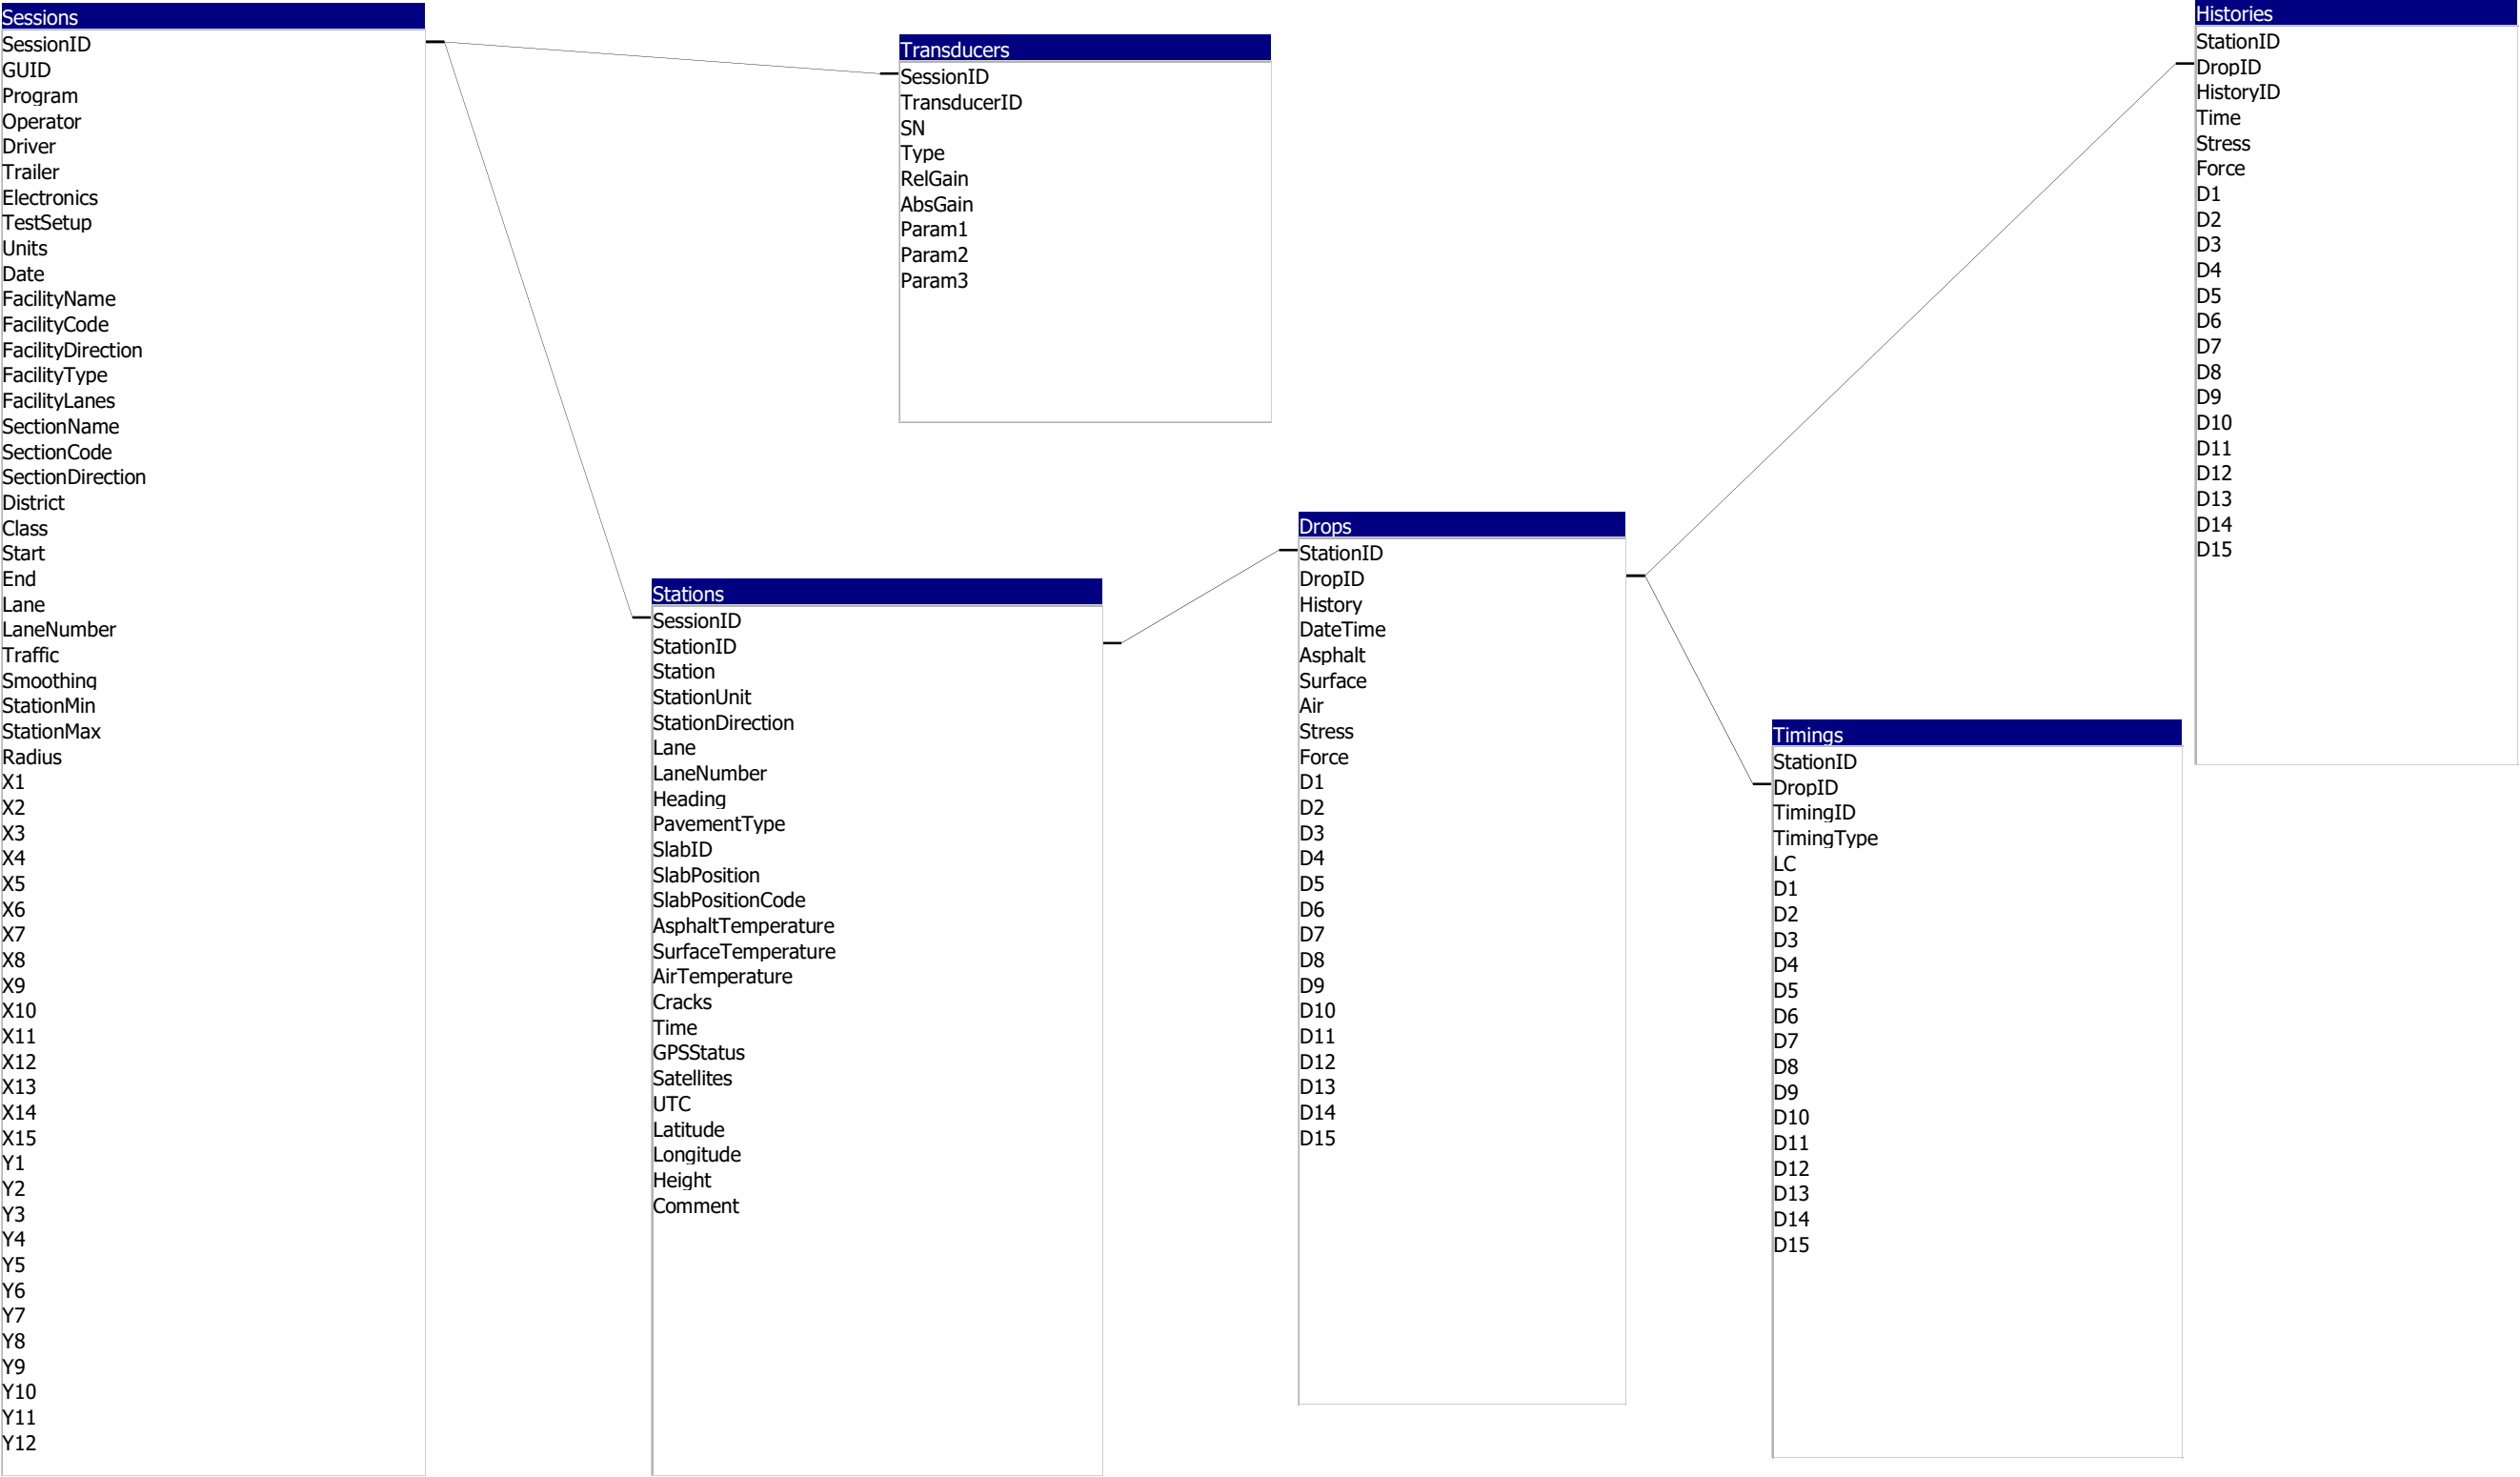 Sessions
SessionID
GUID
Program
Operator
Driver
Trailer
Electronics
TestSetup
Units
Date
FacilityName
FacilityCode
FacilityDirection
FacilityType
FacilityLanes
SectionName
SectionCode
SectionDirection
District
Class
Start
End
Lane
LaneNumber
Traffic
Smoothing
StationMin
StationMax
Radius
X1
X2
X3
X4
X5
X6
X7
X8
X9
X10
X11
X12
X13
X14
X15
Y1
Y2
Y3
Y4
Y5
Y6
Y7
Y8
Y9
Y10
Y11
Y12
Transducers
SessionID
TransducerID
SN
Type
RelGain
AbsGain
Param1
Param2
Param3
Stations
SessionID
StationID
Station
StationUnit
StationDirection
Lane
LaneNumber
Heading
PavementType
SlabID
SlabPosition
SlabPositionCode
AsphaltTemperature
SurfaceTemperature
AirTemperature
Cracks
Time
GPSStatus
Satellites
UTC
Latitude
Longitude
Height
Comment
Drops
StationID
DropID
History
DateTime
Asphalt
Surface
Air
Stress
Force
D1
D2
D3
D4
D5
D6
D7
D8
D9
D10
D11
D12
D13
D14
D15
Timings
StationID
DropID
TimingID
TimingType
LC
D1
D2
D3
D4
D5
D6
D7
D8
D9
D10
D11
D12
D13
D14
D15
Histories
StationID
DropID
HistoryID
Time
Stress
Force
D1
D2
D3
D4
D5
D6
D7
D8
D9
D10
D11
D12
D13
D14
D15